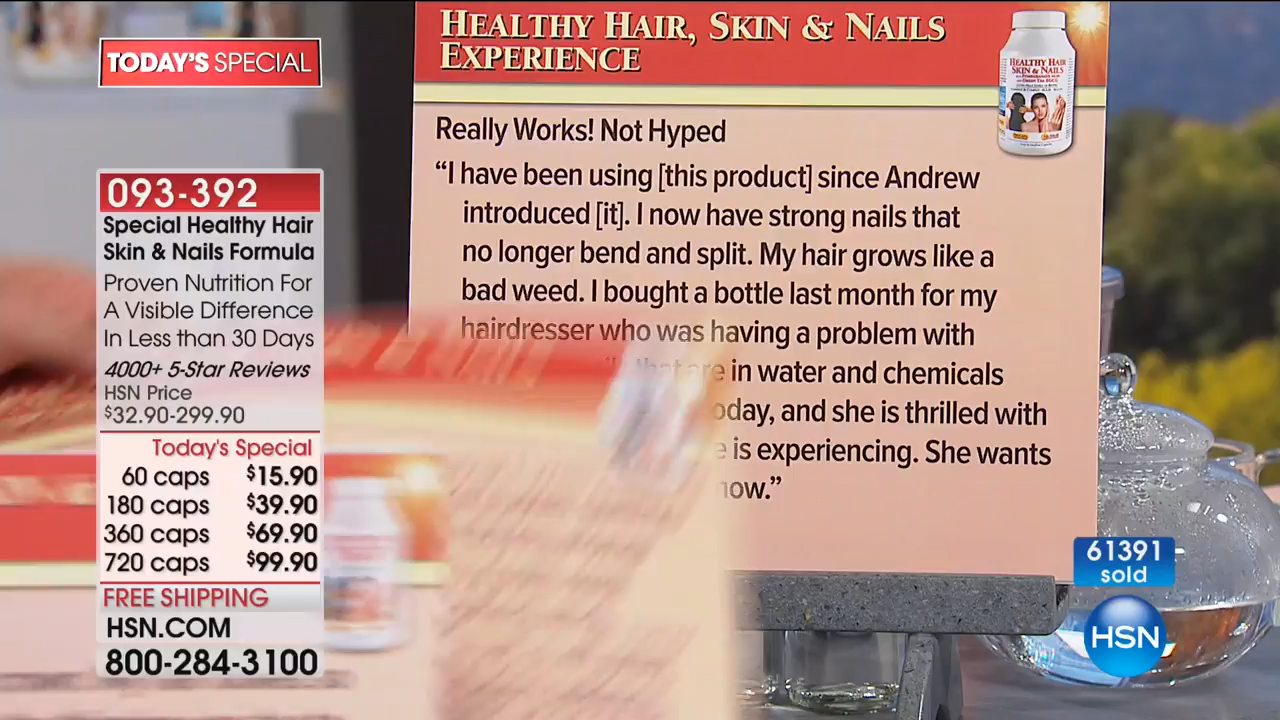 TODAY'S SPECIAL
093-392
Special Healthy Hair
Skin & Nails Formula
Proven Nutrition For
A Visible Difference
In Less than 30 Days
4000+ 5-Star Reviews
HSN Price
$32.90-299.90
Today's Special
60 caps $15.90
180 caps $39.90
360 caps $69.90
720 caps $99.90
FREE SHIPPING
HSN.COM
800-284-3100
HEALTHY HAIR, SKIN & NAILS
EXPERIENCE
HEALTHY HAIR
SKIN & NAILS
Really Works! Not Hyped
“I have been using [this product] since Andrew
introduced [it]. I now have strong nails that
no longer bend and split. My hair grows like a
bad weed. I bought a bottle last month for my
hairdresser who was having a problem with
that are in water and chemicals
and she is thrilled with
is experiencing. She wants
61391
sold
HSN